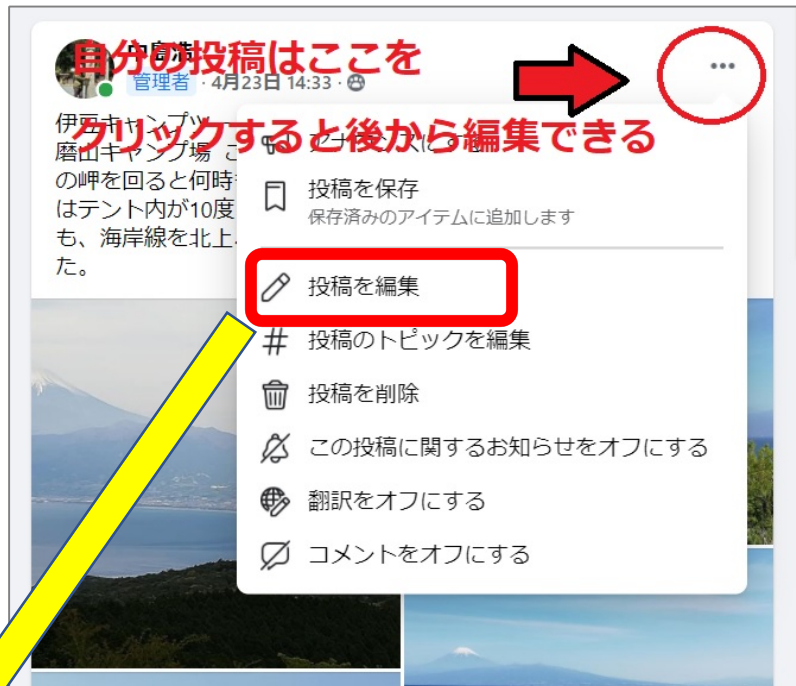 自分の投稿はここを
管理者 · 4月23日 14:33 ·
クリックすると後から編集できる
伊豆キャンプツ
磨山キャンプ場
の岬を回ると何時
はテント内が10度
も、海岸線を北上
た。
投稿を保存
保存済みのアイテムに追加します
投稿を編集
# 投稿のトピックを編集
投稿を削除
この投稿に関するお知らせをオフにする
翻訳をオフにする
コメントをオフにする